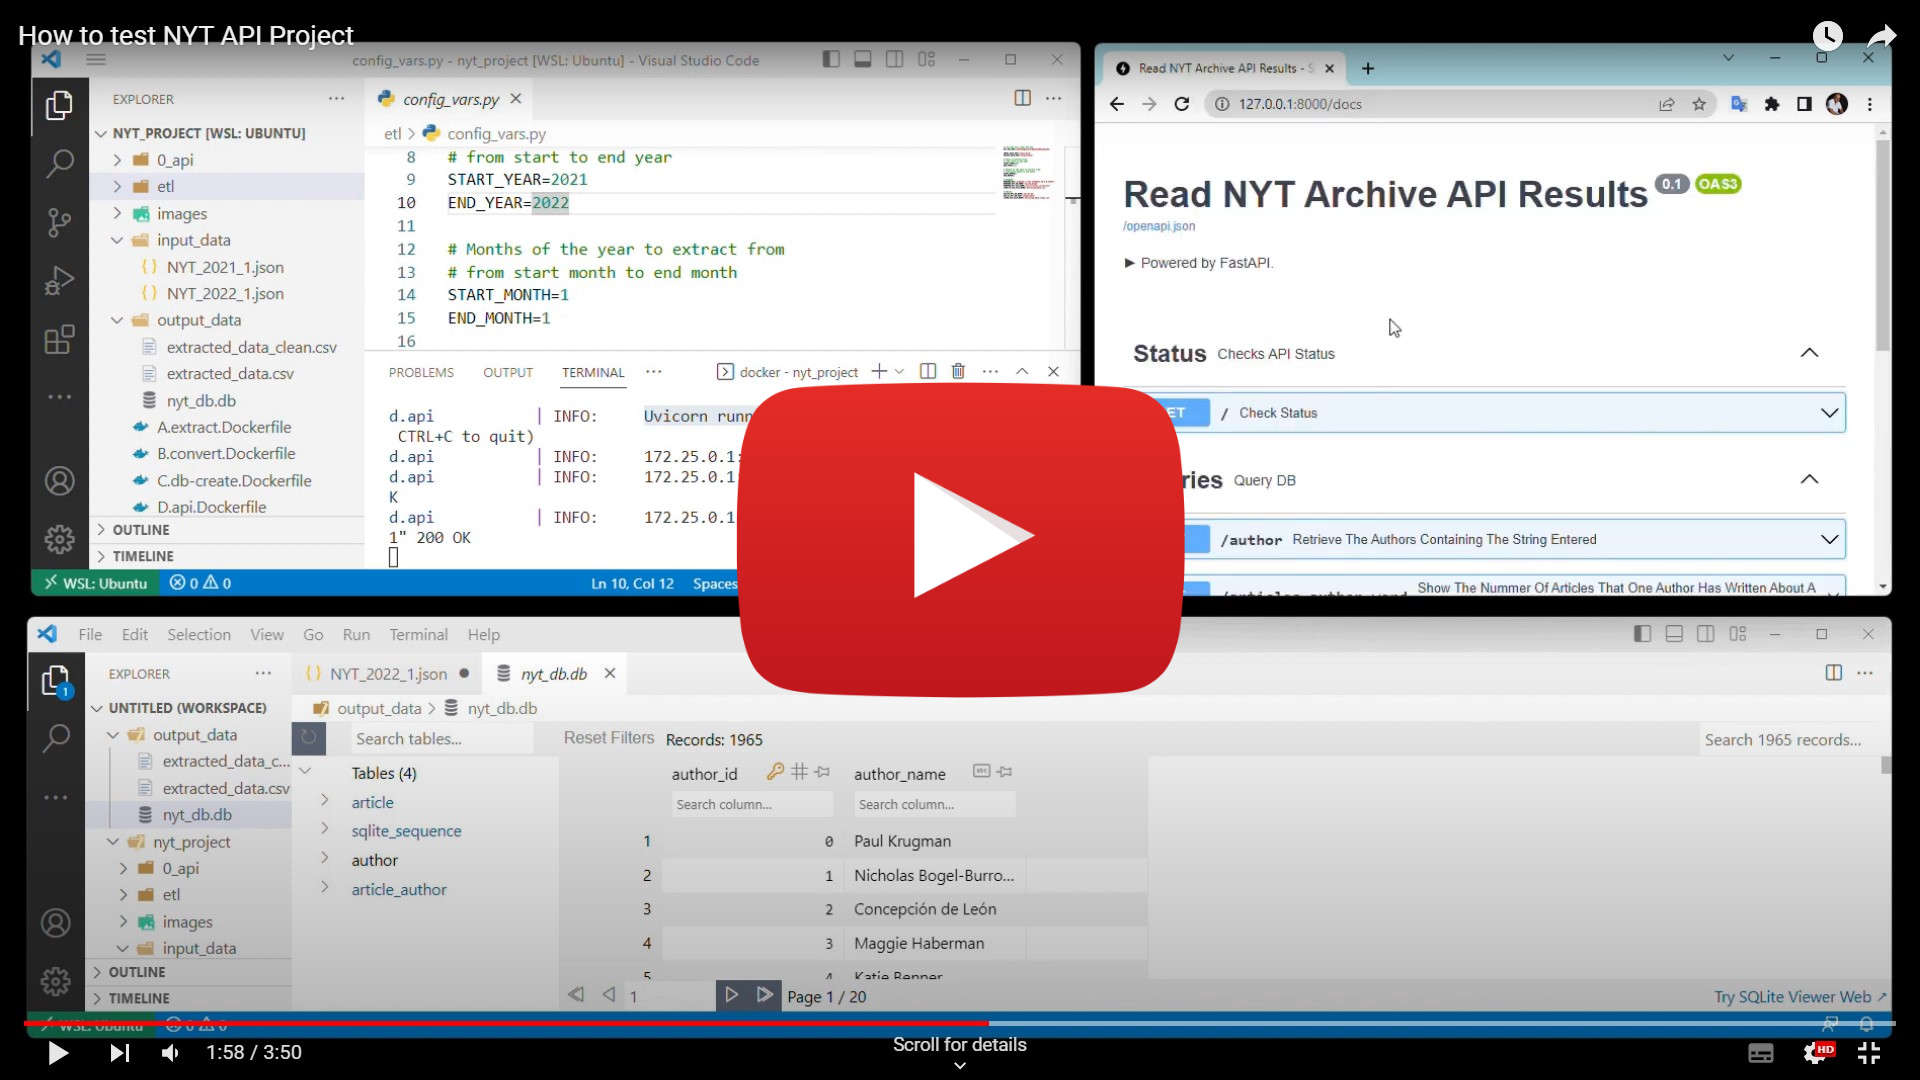 How to test NYT API Project
config_vars.py - nyt_project [WSL: Ubuntu] - Visual Studio Code
EXPLORER
NYT_PROJECT [WSL: UBUNTU]
0_api
etl
images
input_data
NYT_2021_1.json
NYT_2022_1.json
output_data
extracted_data_clean.csv
extracted_data.csv
nyt_db.db
A.extract.Dockerfile
B.convert.Dockerfile
C.db-create.Dockerfile
D.api.Dockerfile
OUTLINE
TIMELINE
config_vars.py
etl > config_vars.py
8 # from start to end year
9 START_YEAR=2021
10 END_YEAR=2022
11
12 # Months of the year to extract from
13 # from start month to end month
14 START_MONTH=1
15 END_MONTH=1
16
PROBLEMS OUTPUT TERMINAL docker - nyt_project
d.api | INFO: Uvicorn runn
CTRL+C to quit)
d.api | INFO: 172.25.0.1:
d.api | INFO: 172.25.0.1
K
d.api | INFO: 172.25.0.1
1" 200 OK
WSL: Ubuntu 0 0 Ln 10, Col 12 Spaces
Read NYT Archive API Results - S
127.0.0.1:8000/docs
Read NYT Archive API Results 0.1 OAS3
/openapi.json
Powered by FastAPI.
Status Checks API Status
ET / Check Status
ries Query DB
/author Retrieve The Authors Containing The String Entered
Show The Nummer Of Articles That One Author Has Written About A
File Edit Selection View Go Run Terminal Help
EXPLORER
1
UNTITLED (WORKSPACE)
output_data
extracted_data_c...
extracted_data.csv
nyt_db.db
nyt_project
0_api
etl
images
input_data
OUTLINE
TIMELINE
WSL: Ubuntu 0 0
NYT_2022_1.json nyt_db.db
output_data > nyt_db.db
Search tables...
Tables (4)
article
sqlite_sequence
author
article_author
Reset Filters Records: 1965 Search 1965 records...
author_id author_name
Search column... Search column...
1 0 Paul Krugman
2 1 Nicholas Bogel-Burro...
3 2 Concepción de León
4 3 Maggie Haberman
5 4 Katie Benner
1 Page 1 / 20
Try SQLite Viewer Web
1:58 / 3:50
Scroll for details
HD